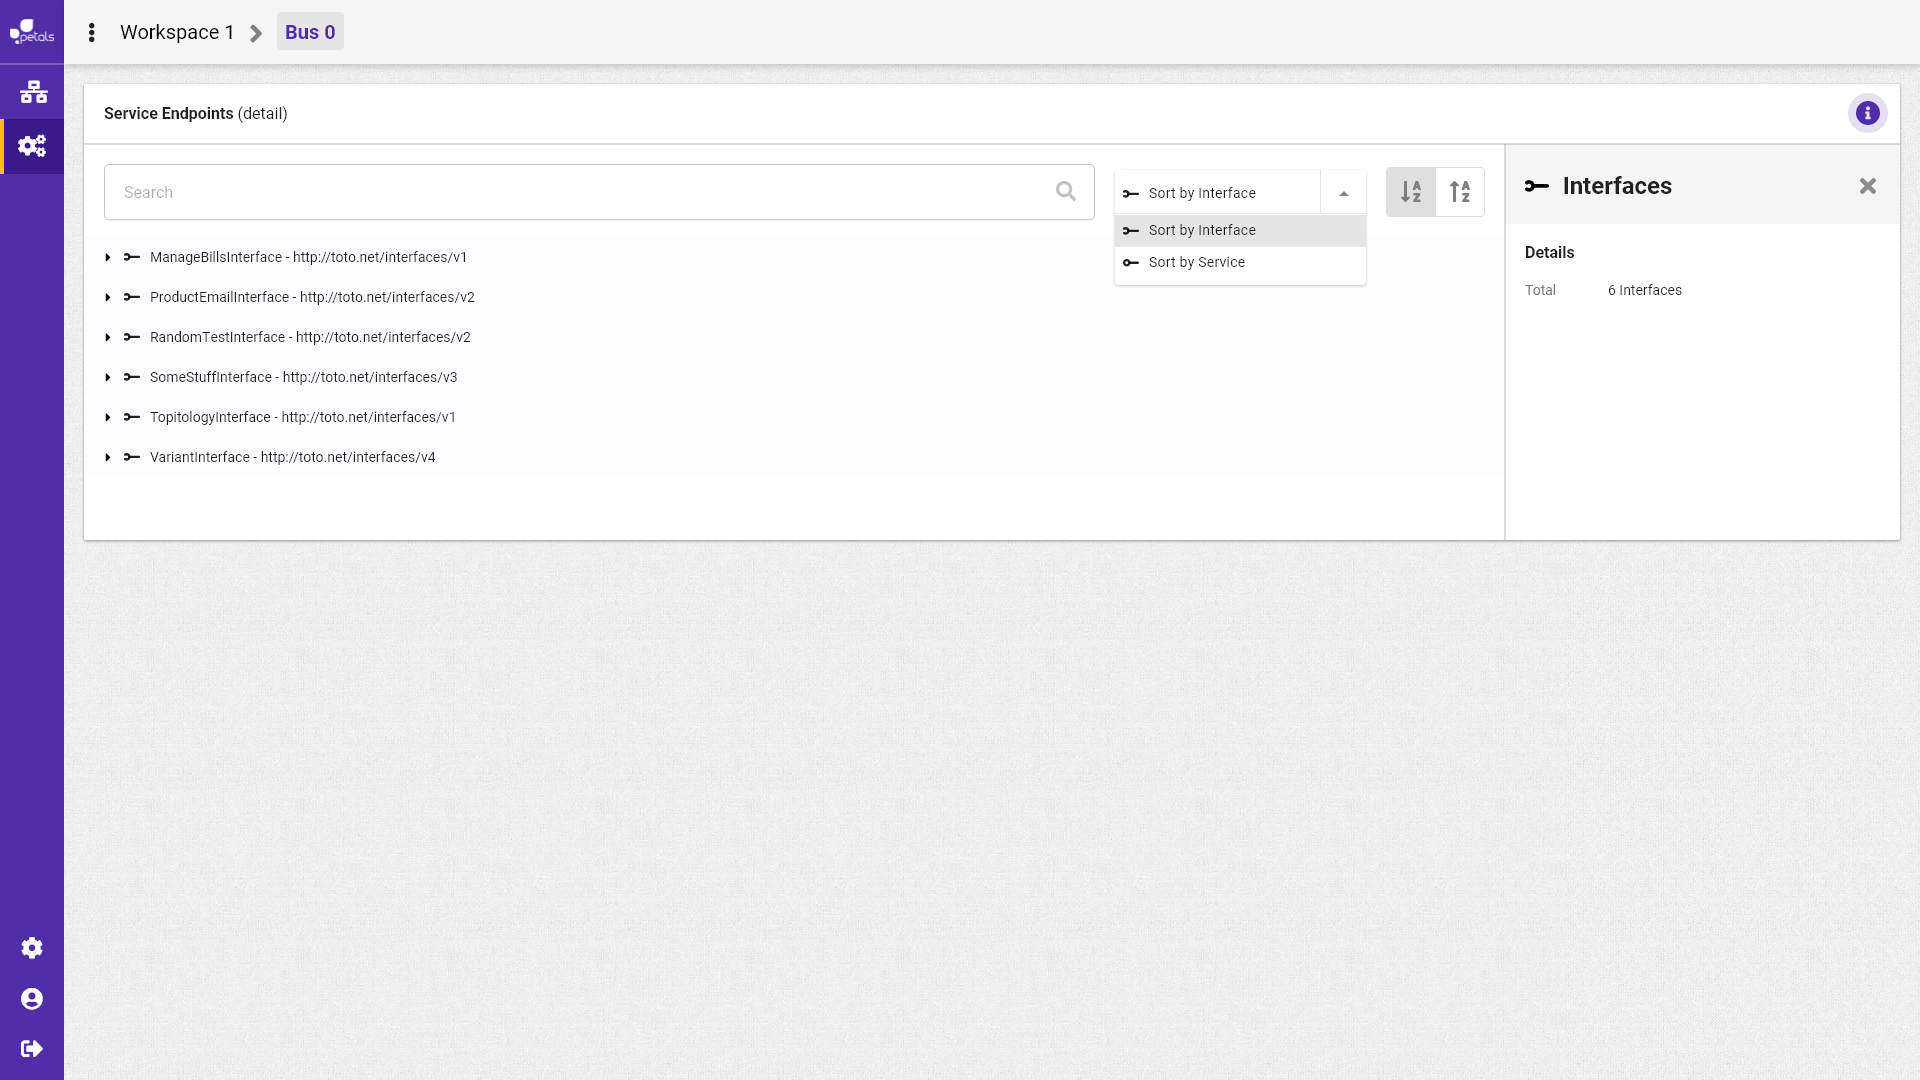 petals
Workspace 1
Bus 0
Service Endpoints (detail)
Search
Sort by Interface
A
Z
A
Z
Sort by Interface
Sort by Service
ManageBillsInterface - http://toto.net/interfaces/v1
ProductEmailInterface - http://toto.net/interfaces/v2
RandomTestInterface - http://toto.net/interfaces/v2
SomeStuffInterface - http://toto.net/interfaces/v3
TopitologyInterface - http://toto.net/interfaces/v1
VariantInterface - http://toto.net/interfaces/v4
Interfaces
Details
Total 6 Interfaces